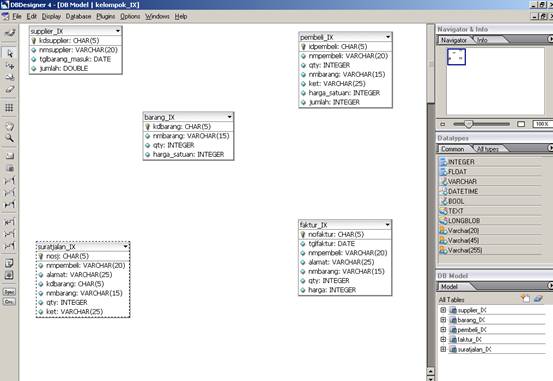 DBDesigner 4 - [DB Model | kelompok_IX]
File Edit Display Database Plugins Options Windows Help
supplier_IX
kdsupplier: CHAR(5)
nmsupplier: VARCHAR(20)
tglbarang_masuk: DATE
jumlah: DOUBLE
pembeli_IX
idpembeli: CHAR(5)
nmpembeli: VARCHAR(20)
qty: INTEGER
nmbarang: VARCHAR(15)
ket: VARCHAR(25)
harga_satuan: INTEGER
jumlah: INTEGER
barang_IX
kdbarang: CHAR(5)
nmbarang: VARCHAR(15)
qty: INTEGER
harga_satuan: INTEGER
suratjalan_IX
nosj: CHAR(5)
nmpembeli: VARCHAR(20)
alamat: VARCHAR(25)
kdbarang: CHAR(5)
nmbarang: VARCHAR(15)
qty: INTEGER
ket: VARCHAR(25)
faktur_IX
nofaktur: CHAR(5)
tglfaktur: DATE
nmpembeli: VARCHAR(20)
alamat: VARCHAR(25)
nmbarang: VARCHAR(15)
qty: INTEGER
harga: INTEGER
Navigator & Info
Navigator Info
100%
Datatypes
Common All types
INTEGER
FLOAT
VARCHAR
DATETIME
BOOL
TEXT
LONGBLOB
Varchar(20)
Varchar(45)
Varchar(255)
DB Model
Model
All Tables
supplier_IX
barang_IX
pembeli_IX
faktur_IX
suratjalan_IX